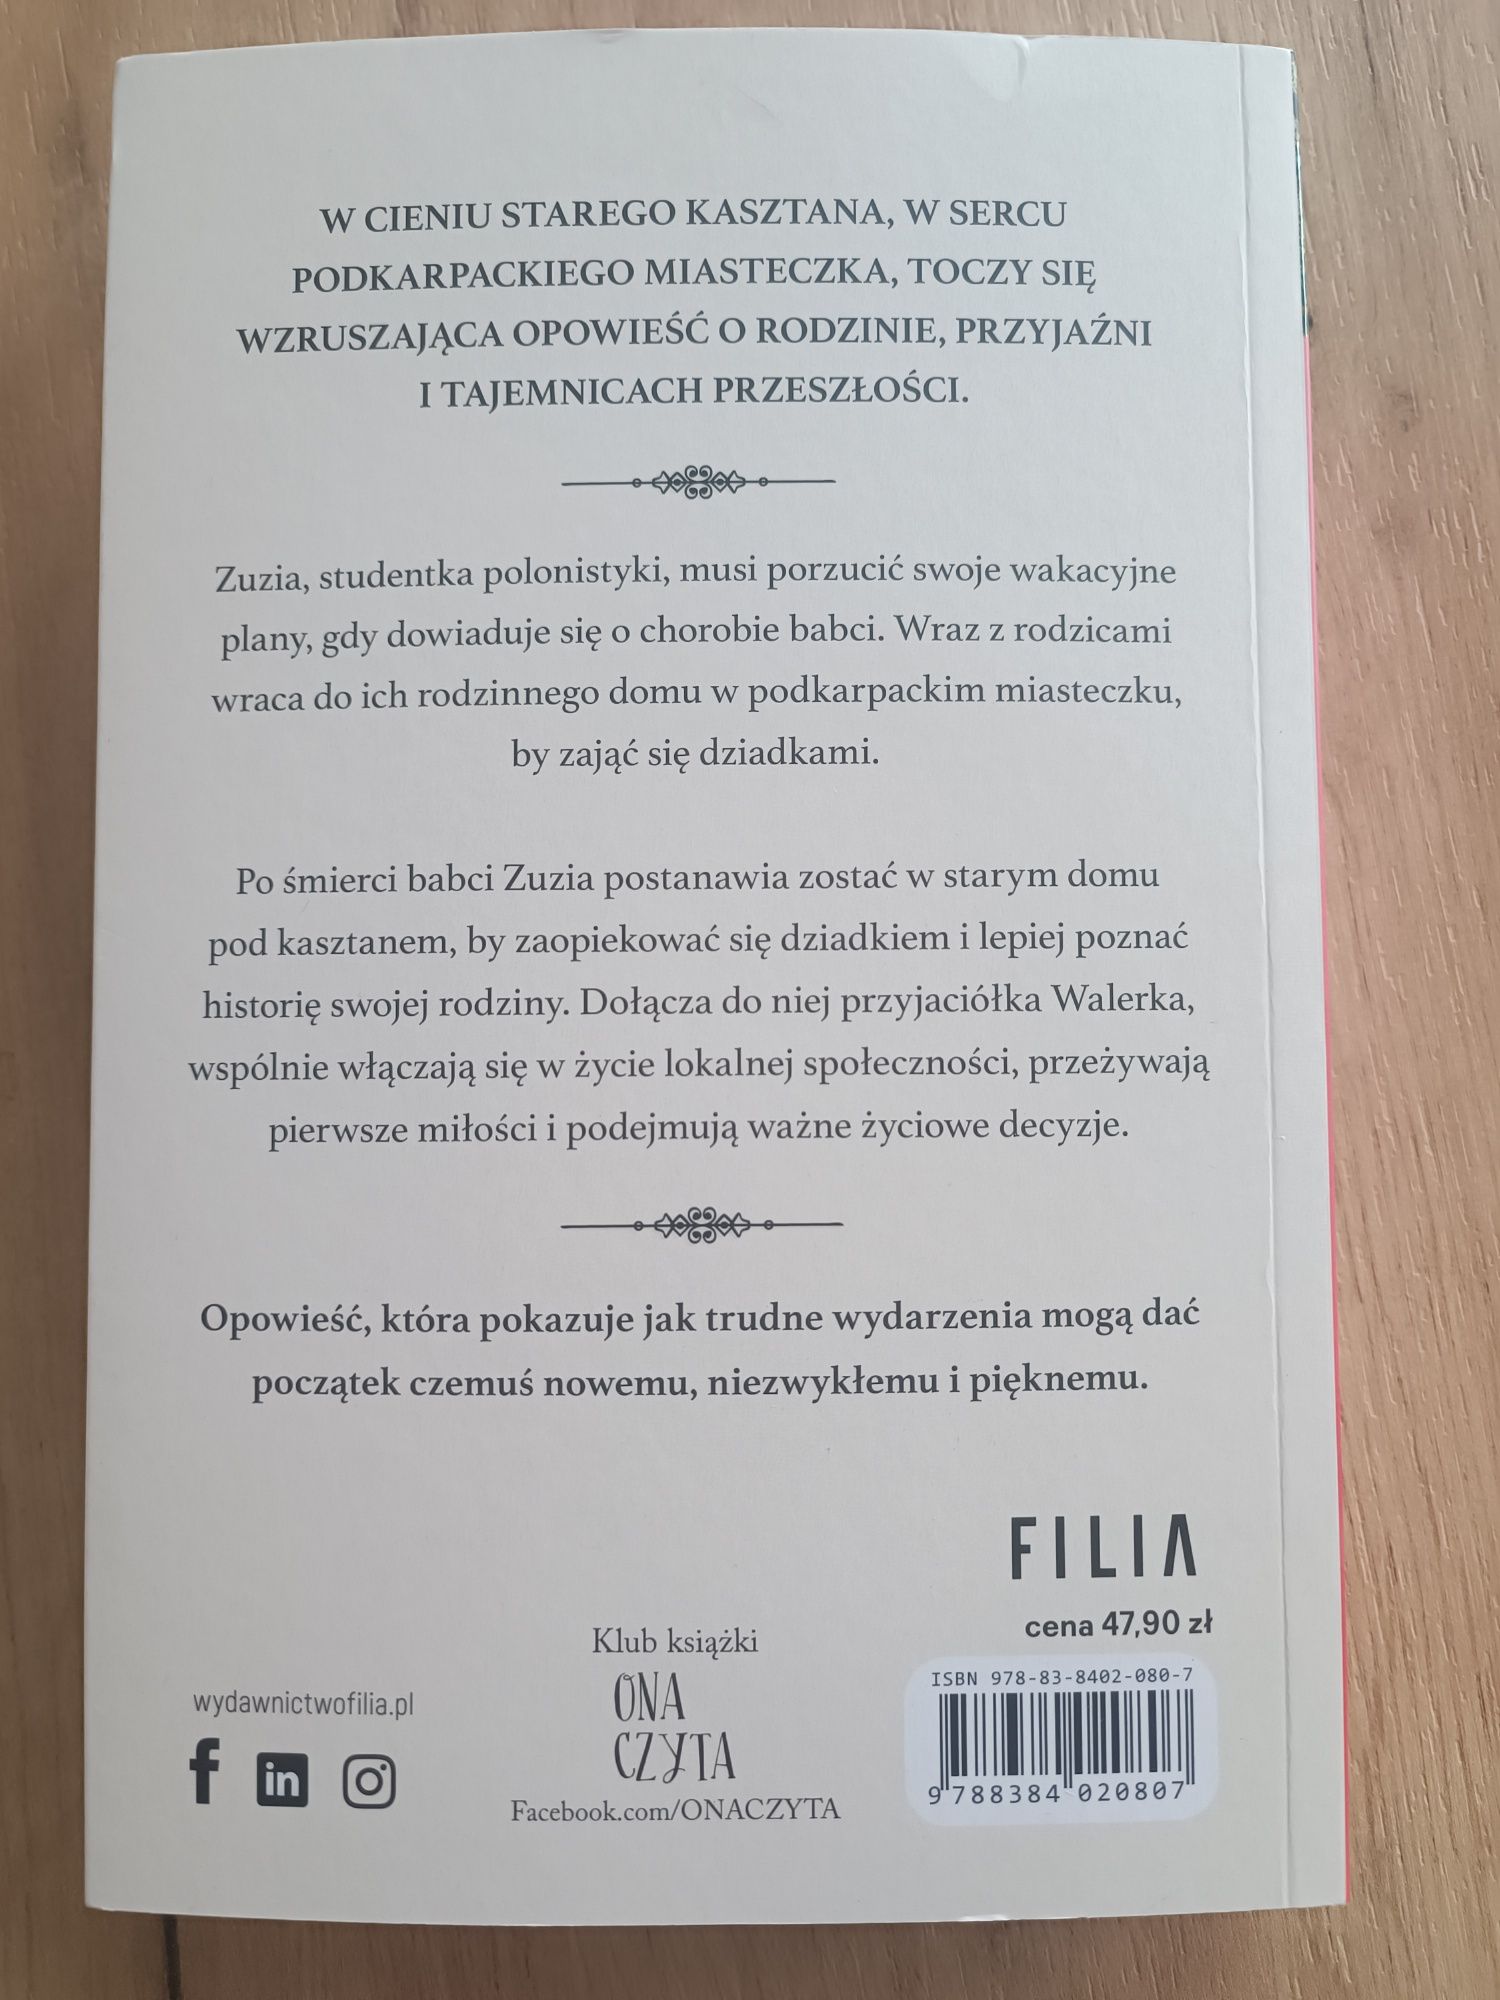 W CIENIU STAREGO KASZTANA, W SERCU
PODKARPACKIEGO MIASTECZKA, TOCZY SIĘ
WZRUSZAJĄCA OPOWIEŚĆ O RODZINIE, PRZYJAŹNI
I TAJEMNICACH PRZESZŁOŚCI.
Zuzia, studentka polonistyki, musi porzucić swoje wakacyjne
plany, gdy dowiaduje się o chorobie babci. Wraz z rodzicami
wraca do ich rodzinnego domu w podkarpackim miasteczku,
by zająć się dziadkami.
Po śmierci babci Zuzia postanawia zostać w starym domu
pod kasztanem, by zaopiekować się dziadkiem i lepiej poznać
historię swojej rodziny. Dołącza do niej przyjaciółka Walerka,
wspólnie włączają się w życie lokalnej społeczności, przeżywają
pierwsze miłości i podejmują ważne życiowe decyzje.
Opowieść, która pokazuje jak trudne wydarzenia mogą dać
początek czemuś nowemu, niezwykłemu i pięknemu.
FILIA
cena 47,90 zł
ISBN 978-83-8402-080-7
9 788384 020807
Klub książki
ONA
CZYTA
Facebook.com/ONACZYTA
wydawnictwofilia.pl
f in